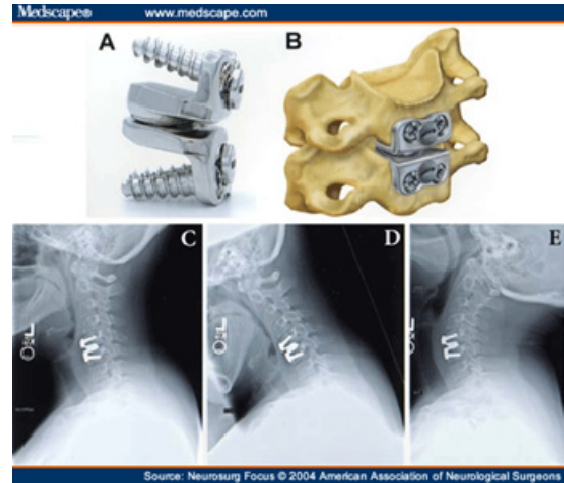 Medscape® www.medscape.com
A
B
C
D
E
Source: Neurosurg Focus © 2004 American Association of Neurological Surgeons